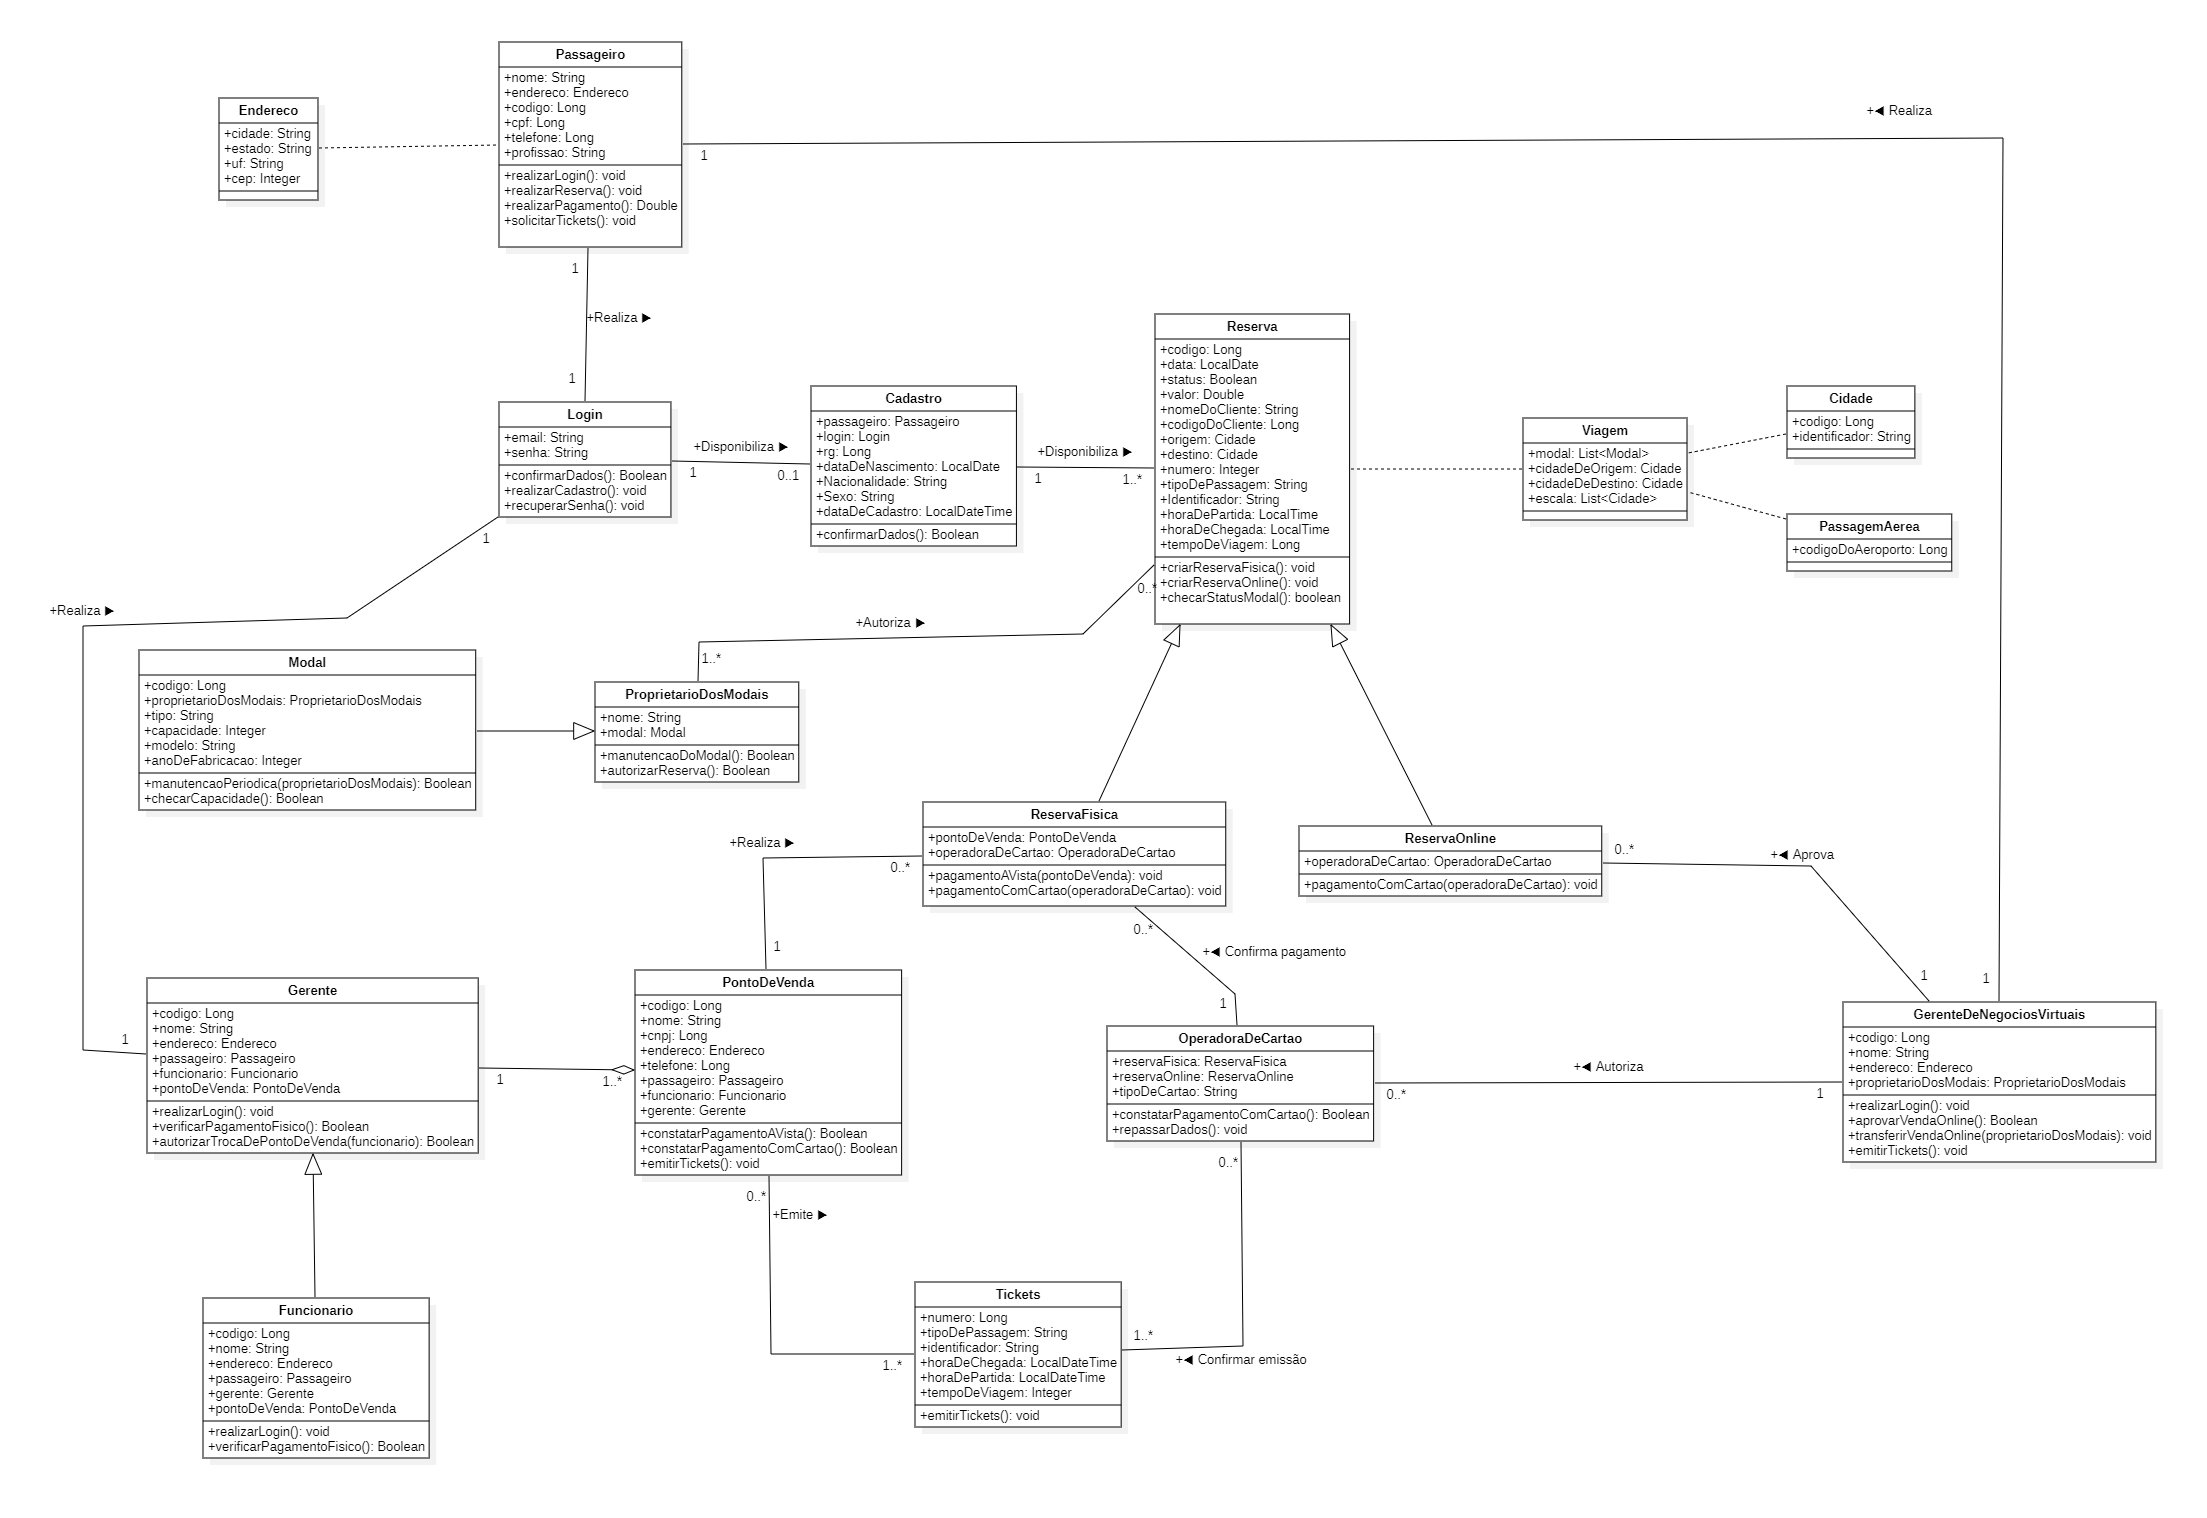 Passageiro
+nome: String
+endereco: Endereco
+codigo: Long
+cpf: Long
+telefone: Long
+profissao: String
+realizarLogin(): void
+realizarReserva(): void
+realizarPagamento(): Double
+solicitarTickets(): void
Endereco
+cidade: String
+estado: String
+uf: String
+cep: Integer
+◀ Realiza
1
1
+Realiza ▶
1
Login
+email: String
+senha: String
+confirmarDados(): Boolean
+realizarCadastro(): void
+recuperarSenha(): void
+Disponibiliza ▶
1
0..1
Cadastro
+passageiro: Passageiro
+login: Login
+rg: Long
+dataDeNascimento: LocalDate
+Nacionalidade: String
+Sexo: String
+dataDeCadastro: LocalDateTime
+confirmarDados(): Boolean
+Disponibiliza ▶
1
1..*
Reserva
+codigo: Long
+data: LocalDate
+status: Boolean
+valor: Double
+nomeDoCliente: String
+codigoDoCliente: Long
+origem: Cidade
+destino: Cidade
+numero: Integer
+tipoDePassagem: String
+Identificador: String
+horaDePartida: LocalTime
+horaDeChegada: LocalTime
+tempoDeViagem: Long
+criarReservaFisica(): void
+criarReservaOnline(): void
+checarStatusModal(): boolean
Viagem
+modal: List<Modal>
+cidadeDeOrigem: Cidade
+cidadeDeDestino: Cidade
+escala: List<Cidade>
Cidade
+codigo: Long
+identificador: String
PassagemAerea
+codigoDoAeroporto: Long
1
+Realiza ▶
0..*
+Autoriza ▶
1..*
Modal
+codigo: Long
+proprietarioDosModais: ProprietarioDosModais
+tipo: String
+capacidade: Integer
+modelo: String
+anoDeFabricacao: Integer
+manutencaoPeriodica(proprietarioDosModais): Boolean
+checarCapacidade(): Boolean
ProprietarioDosModais
+nome: String
+modal: Modal
+manutencaoDoModal(): Boolean
+autorizarReserva(): Boolean
ReservaFisica
+pontoDeVenda: PontoDeVenda
+operadoraDeCartao: OperadoraDeCartao
+pagamentoAVista(pontoDeVenda): void
+pagamentoComCartao(operadoraDeCartao): void
ReservaOnline
+operadoraDeCartao: OperadoraDeCartao
+pagamentoComCartao(operadoraDeCartao): void
+Realiza ▶
0..*
1
0..*
+◀ Aprova
1
1
0..*
+◀ Confirma pagamento
1
1
Gerente
+codigo: Long
+nome: String
+endereco: Endereco
+passageiro: Passageiro
+funcionario: Funcionario
+pontoDeVenda: PontoDeVenda
+realizarLogin(): void
+verificarPagamentoFisico(): Boolean
+autorizarTrocaDePontoDeVenda(funcionario): Boolean
1
1..*
PontoDeVenda
+codigo: Long
+nome: String
+cnpj: Long
+endereco: Endereco
+telefone: Long
+passageiro: Passageiro
+funcionario: Funcionario
+gerente: Gerente
+constatarPagamentoAVista(): Boolean
+constatarPagamentoComCartao(): Boolean
+emitirTickets(): void
OperadoraDeCartao
+reservaFisica: ReservaFisica
+reservaOnline: ReservaOnline
+tipoDeCartao: String
+constatarPagamentoComCartao(): Boolean
+repassarDados(): void
+◀ Autoriza
0..*
1
GerenteDeNegociosVirtuais
+codigo: Long
+nome: String
+endereco: Endereco
+proprietarioDosModais: ProprietarioDosModais
+realizarLogin(): void
+aprovarVendaOnline(): Boolean
+transferirVendaOnline(proprietarioDosModais): void
+emitirTickets(): void
0..*
+Emite ▶
1..*
0..*
1..*
+◀ Confirmar emissão
Tickets
+numero: Long
+tipoDePassagem: String
+identificador: String
+horaDeChegada: LocalDateTime
+horaDePartida: LocalDateTime
+tempoDeViagem: Integer
+emitirTickets(): void
Funcionario
+codigo: Long
+nome: String
+endereco: Endereco
+passageiro: Passageiro
+gerente: Gerente
+pontoDeVenda: PontoDeVenda
+realizarLogin(): void
+verificarPagamentoFisico(): Boolean